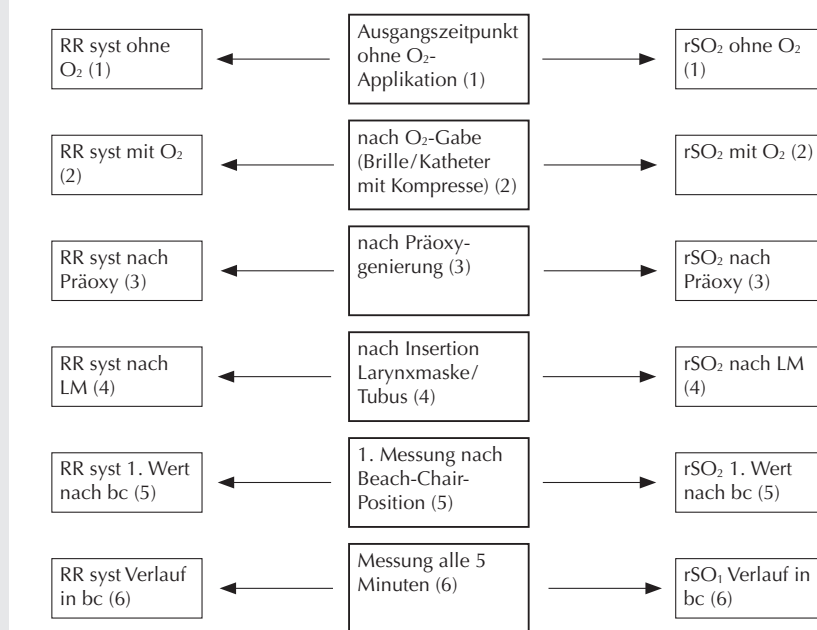 RR syst ohne
O₂ (1)
Ausgangszeitpunkt
ohne O₂-
Applikation (1)
rSO₂ ohne O₂
(1)
RR syst mit O₂
(2)
nach O₂-Gabe
(Brille/Katheter
mit Kompresse) (2)
rSO₂ mit O₂ (2)
RR syst nach
Präoxy (3)
nach Präoxy-
genierung (3)
rSO₂ nach
Präoxy (3)
RR syst nach
LM (4)
nach Insertion
Larynxmaske/
Tubus (4)
rSO₂ nach LM
(4)
RR syst 1. Wert
nach bc (5)
1. Messung nach
Beach-Chair-
Position (5)
rSO₂ 1. Wert
nach bc (5)
RR syst Verlauf
in bc (6)
Messung alle 5
Minuten (6)
rSO₁ Verlauf in
bc (6)